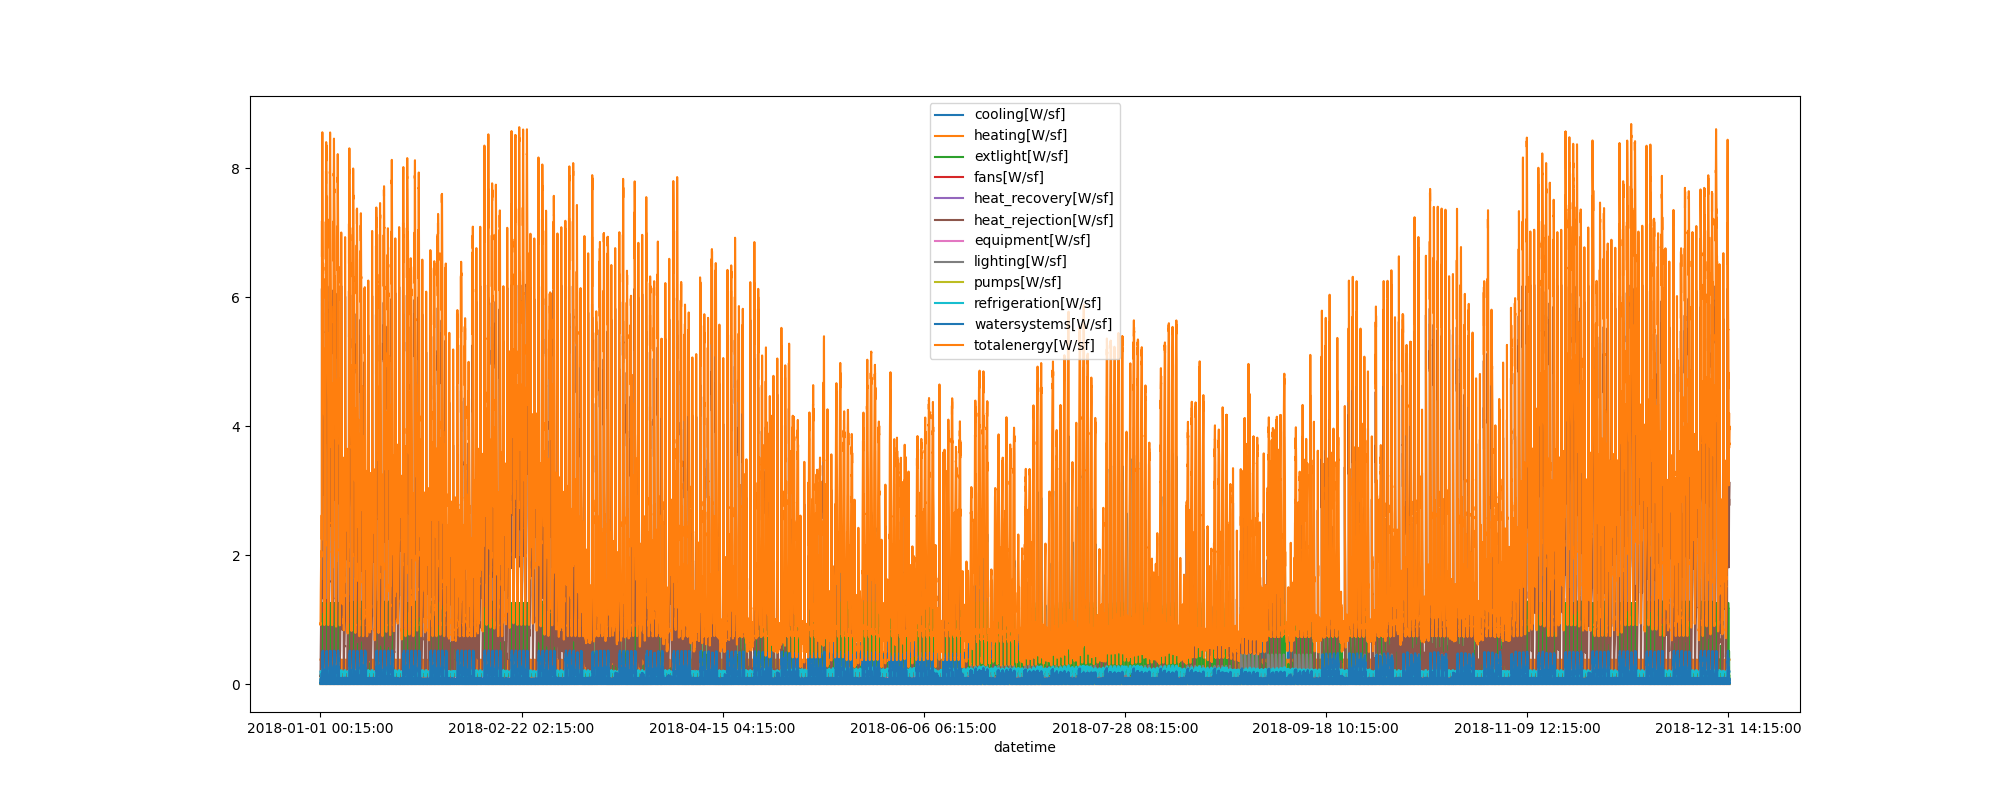 cooling[W/sf]
heating[W/sf]
extlight[W/sf]
fans[W/sf]
heat_recovery[W/sf]
heat_rejection[W/sf]
equipment[W/sf]
lighting[W/sf]
pumps[W/sf]
refrigeration[W/sf]
watersystems[W/sf]
totalenergy[W/sf]
8
6
4
2
0
2018-01-01 00:15:00 2018-02-22 02:15:00 2018-04-15 04:15:00 2018-06-06 06:15:00 2018-07-28 08:15:00 2018-09-18 10:15:00 2018-11-09 12:15:00 2018-12-31 14:15:00
datetime